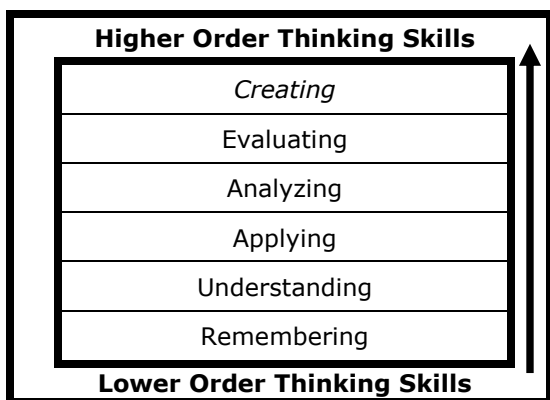 Higher Order Thinking Skills
Creating
Evaluating
Analyzing
Applying
Understanding
Remembering
Lower Order Thinking Skills